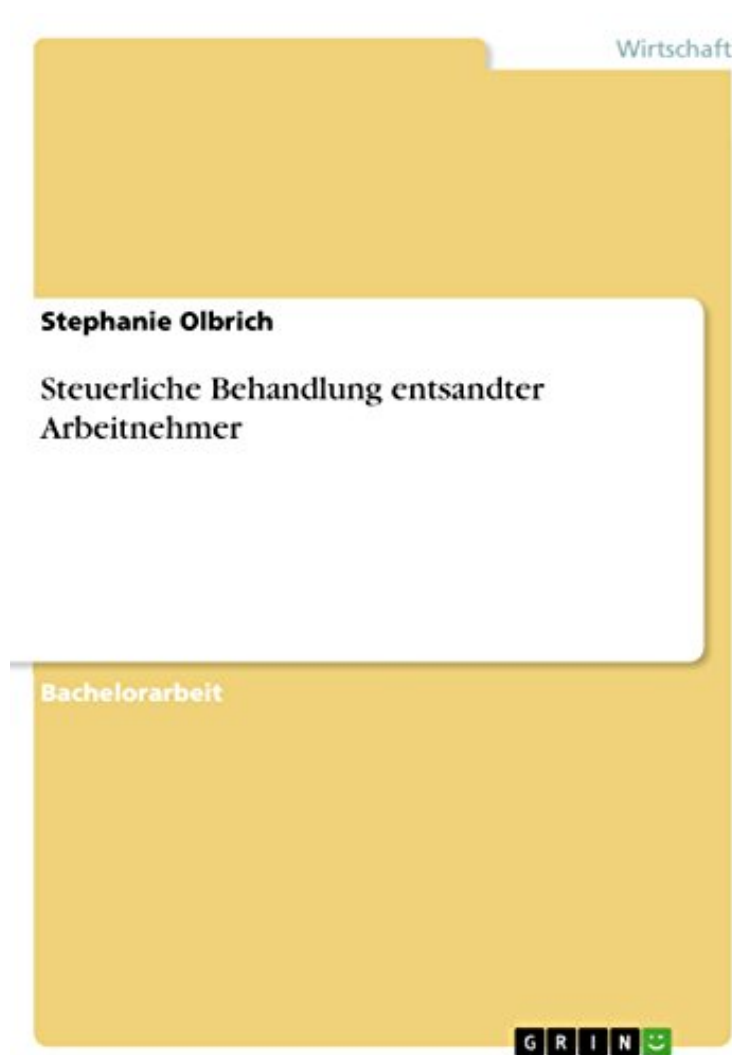 Wirtschaft
Stephanie Olbrich
Steuerliche Behandlung entsandter
Arbeitnehmer
Bachelorarbeit
GRIN